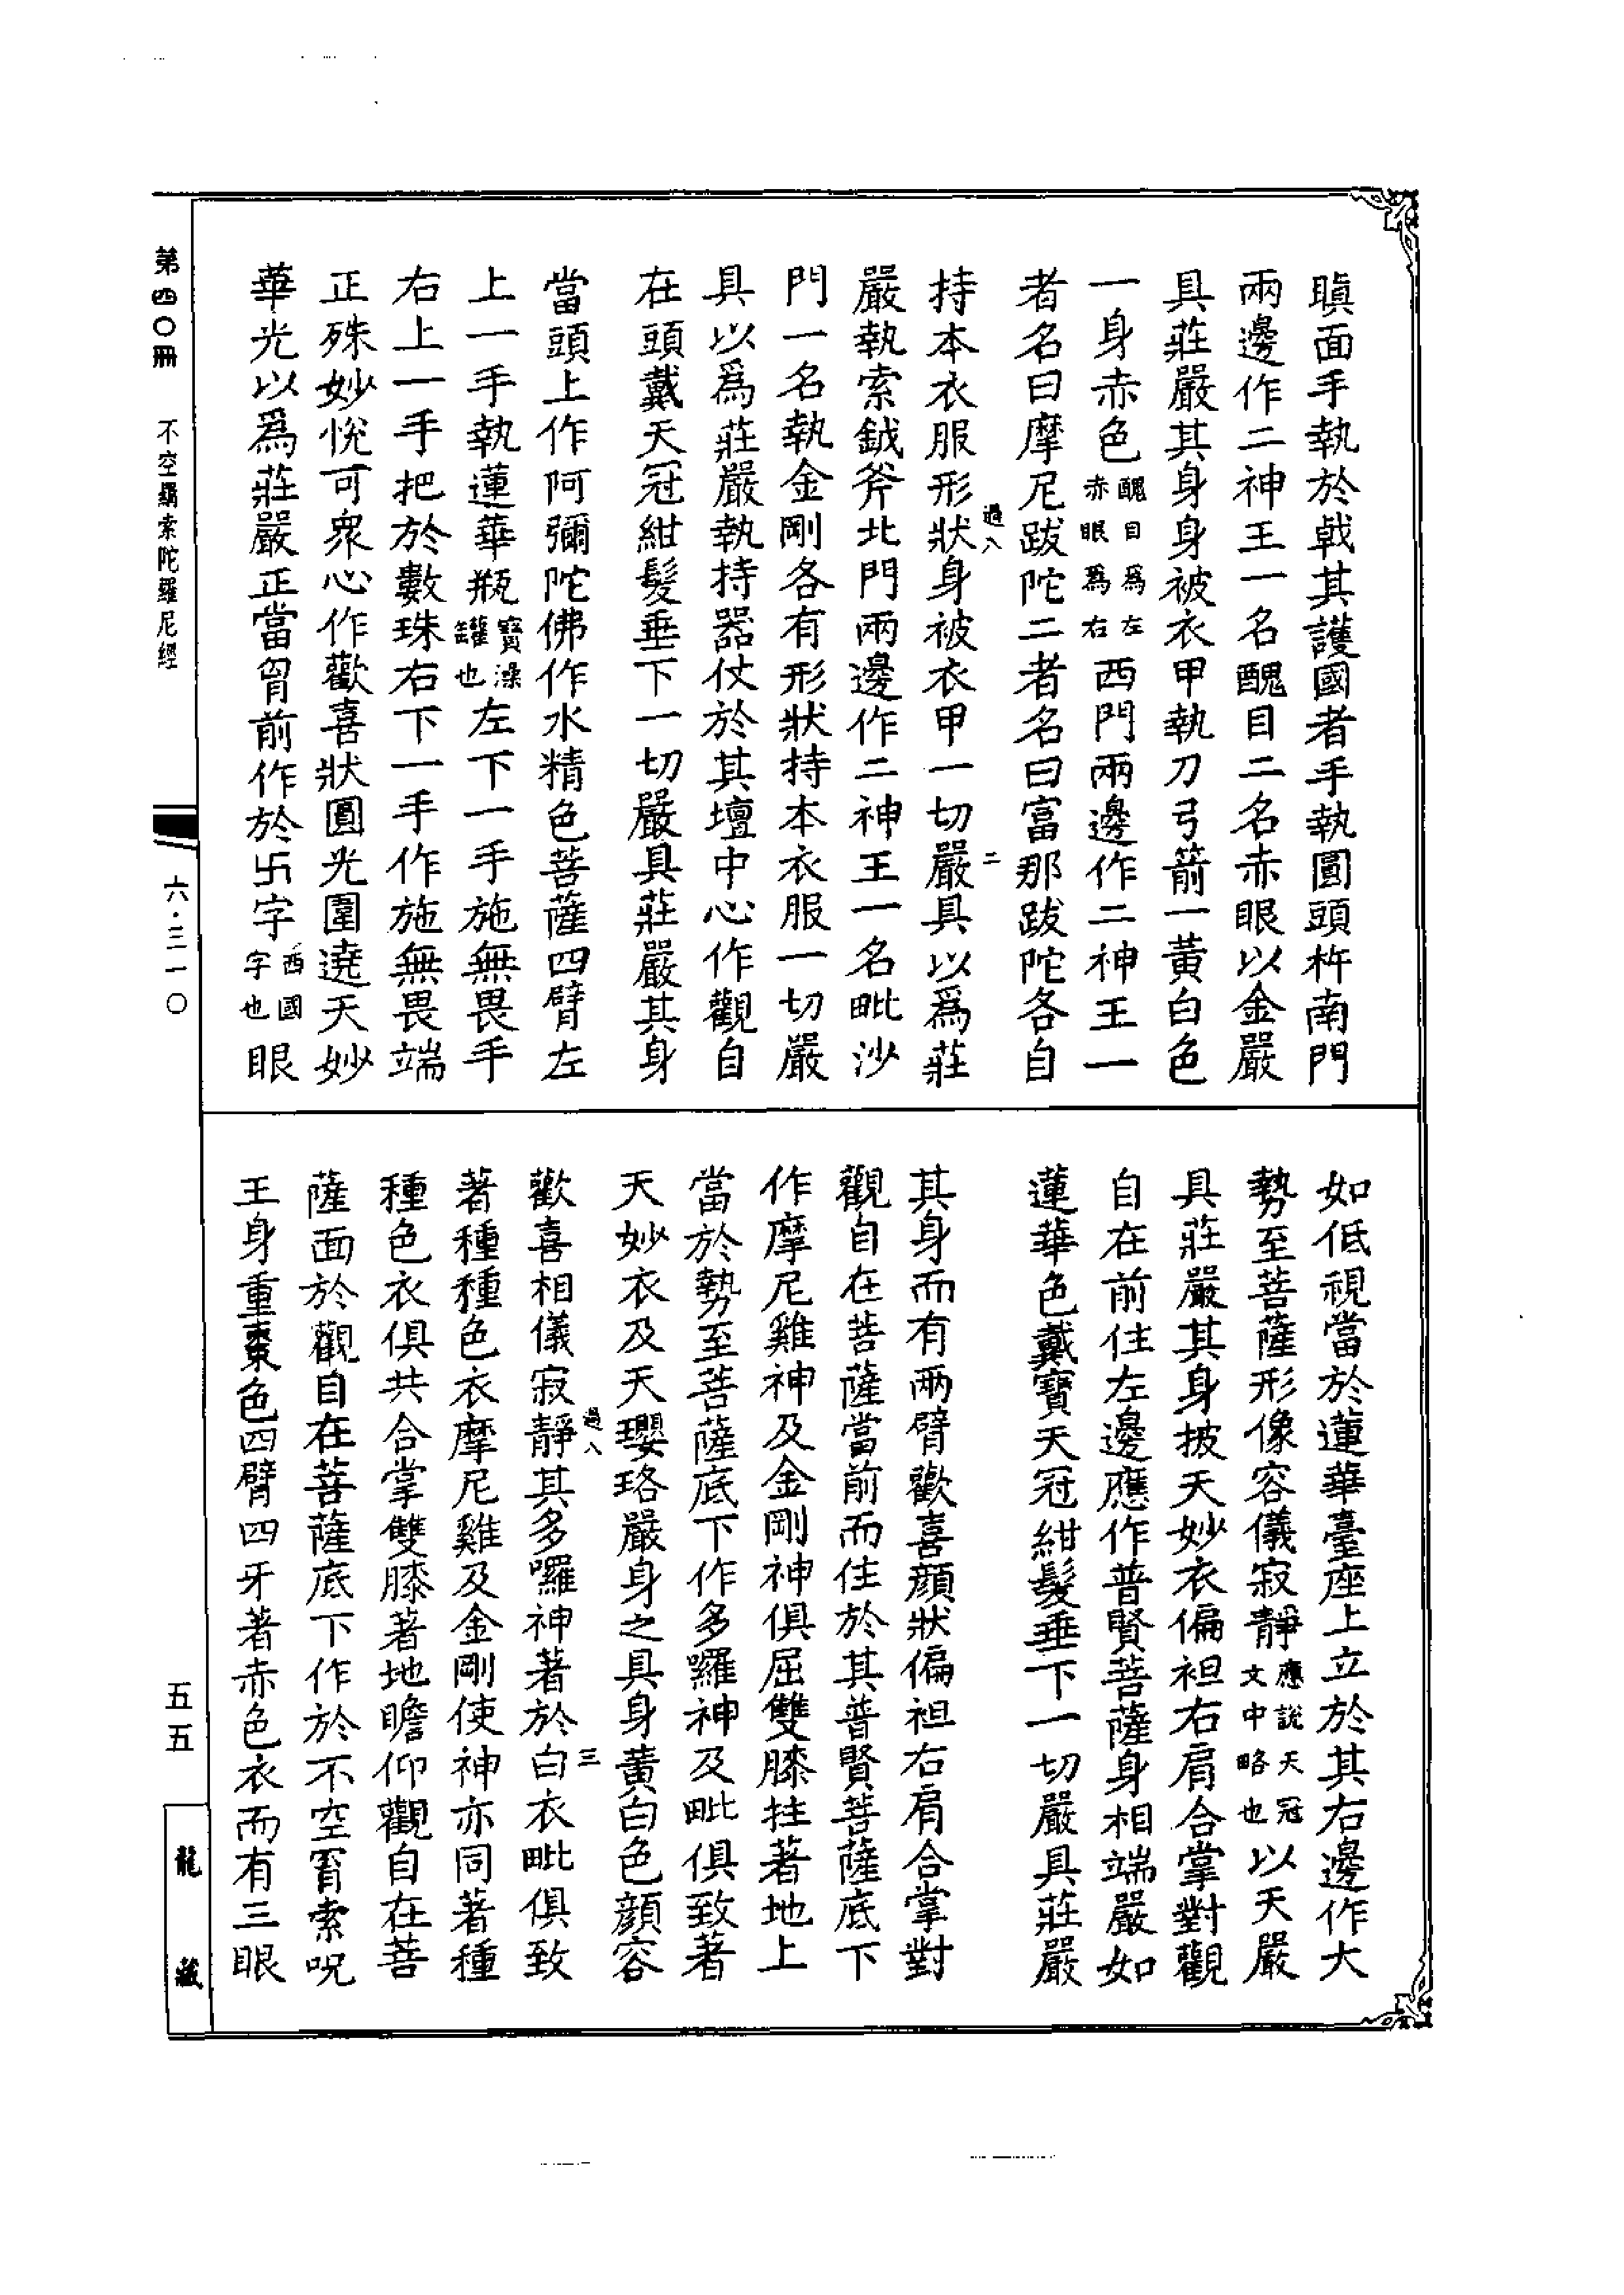 瞋面手執於戟其護國者手執圓頭杵南門
兩邊作二神王一名醜目二名赤眼以金嚴
具莊嚴其身身被衣甲執刀弓箭一黃白色
一身赤色醜目為左赤眼為右西門兩邊作二神王一
者名曰摩尼跋陀二者名曰富那跋陀各自
過八 二
持本衣服形狀身被衣甲一切嚴具以為莊
嚴執索鉞斧北門兩邊作二神王一名毗沙
門一名執金剛各有形狀持本衣服一切嚴
具以為莊嚴執持器仗於其壇中心作觀自
在頭戴天冠紺髮垂下一切嚴具莊嚴其身
當頭上作阿彌陀佛作水精色菩薩四臂左
上一手執蓮華瓶寶澡罐也左下一手施無畏手
右上一手把於數珠右下一手作施無畏端
正殊妙悅可衆心作歡喜狀圓光圍遶天妙
華光以為莊嚴正當胷前作於卐字西國字也眼
如低視當於蓮華臺座上立於其右邊作大
勢至菩薩形像容儀寂靜應說天冠文中略也以天嚴
具莊嚴其身披天妙衣偏袒右肩合掌對觀
自在前住左邊應作普賢菩薩身相端嚴如
蓮華色戴寶天冠紺髮垂下一切嚴具莊嚴
其身而有兩臂歡喜顏狀偏袒右肩合掌對
觀自在菩薩當前而住於其普賢菩薩底下
作摩尼雞神及金剛神俱屈雙膝拄著地上
當於勢至菩薩底下作多囉神及毗俱致著
天妙衣及天瓔珞嚴身之具身黃白色顏容
過八 三
歡喜相儀寂靜其多囉神著於白衣毗俱致
著種種色衣摩尼雞及金剛使神亦同著種
種色衣俱共合掌雙膝著地瞻仰觀自在菩
薩面於觀自在菩薩底下作於不空罥索呪
王身重棗色四臂四牙著赤色衣而有三眼
第四〇冊 不空羂索陀羅尼經
六·三一〇
五五
龍藏